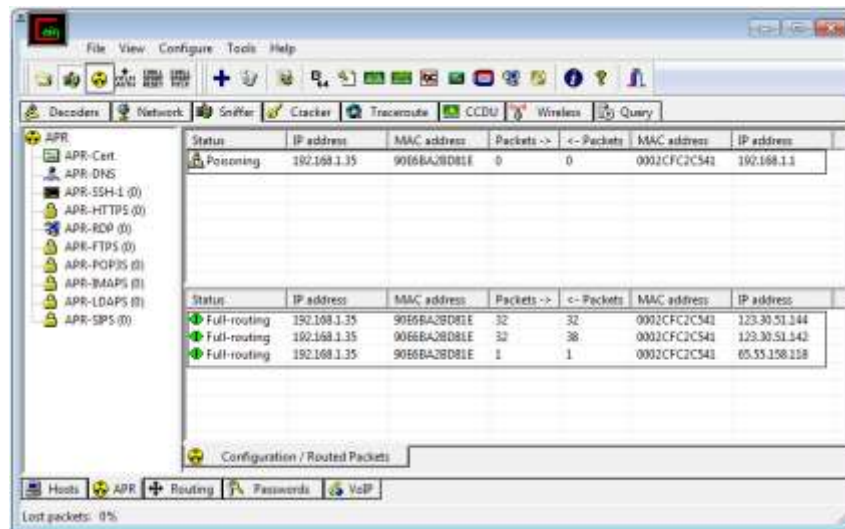 Cain
File View Configure Tools Help
Decoders Network Sniffer Cracker Traceroute CCDU Wireless Query
APR
APR-Cert
APR-DNS
APR-SSH-1 (0)
APR-HTTPS (0)
APR-RDP (0)
APR-FTPS (0)
APR-POP3S (0)
APR-IMAPS (0)
APR-LDAPS (0)
APR-SIPS (0)
Status IP address MAC address Packets -> <- Packets MAC address IP address
Poisoning 192.168.1.35 90E6BA2BD81E 0 0 0002CFC2C541 192.168.1.1
Status IP address MAC address Packets -> <- Packets MAC address IP address
Full-routing 192.168.1.35 90E6BA2BD81E 32 32 0002CFC2C541 123.30.51.144
Full-routing 192.168.1.35 90E6BA2BD81E 32 38 0002CFC2C541 123.30.51.142
Full-routing 192.168.1.35 90E6BA2BD81E 1 1 0002CFC2C541 65.55.158.118
Configuration / Routed Packets
Hosts APR Routing Passwords VoIP
Lost packets: 0%